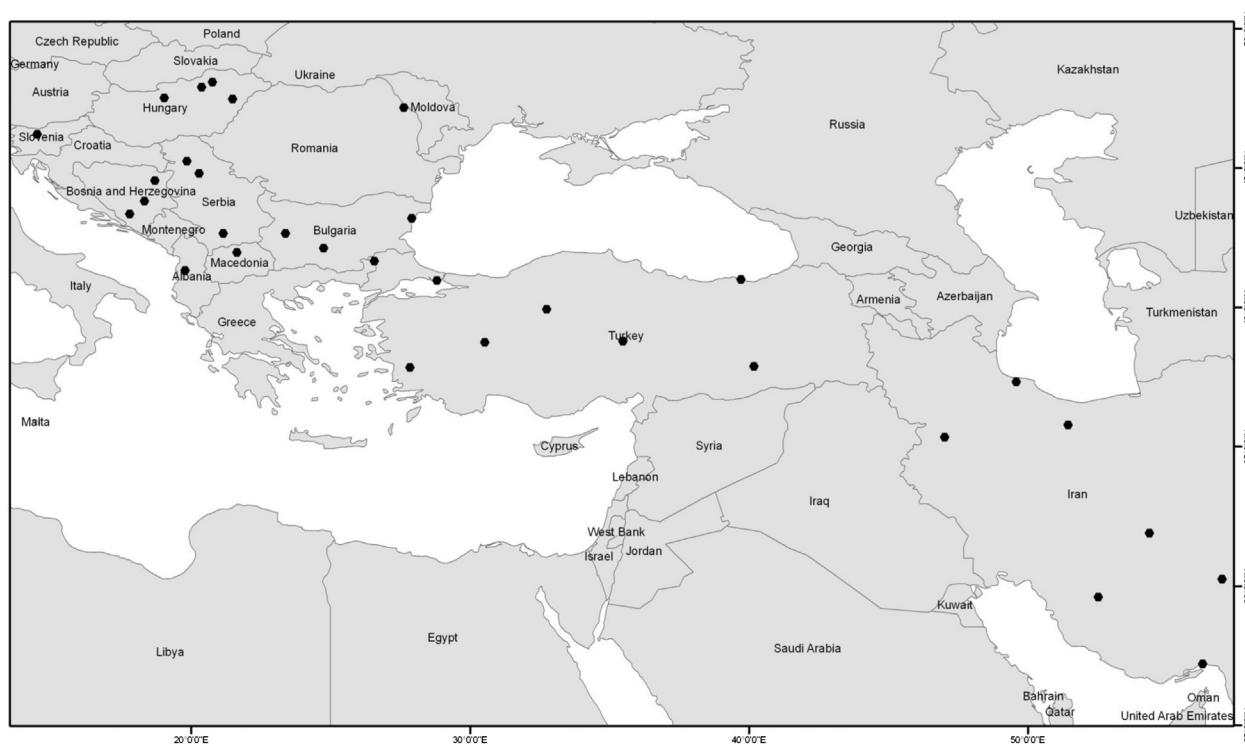 Poland
Czech Republic
Slovakia
Germany
Ukraine
Kazakhstan
Austria
Hungary
Moldova
Russia
Slovenia
Croatia
Romania
Bosnia and Herzegovina
Serbia
Uzbekistan
Montenegro
Bulgaria
Georgia
Macedonia
Albania
Italy
Armenia
Azerbaijan
Turkmenistan
Greece
Turkey
Malta
Cyprus
Syria
Lebanon
Iran
Iraq
West Bank
Israel
Jordan
Kuwait
Egypt
Libya
Saudi Arabia
Bahrain
Oman
Qatar
United Arab Emirates
20°0'0"E
30°0'0"E
40°0'0"E
50°0'0"E